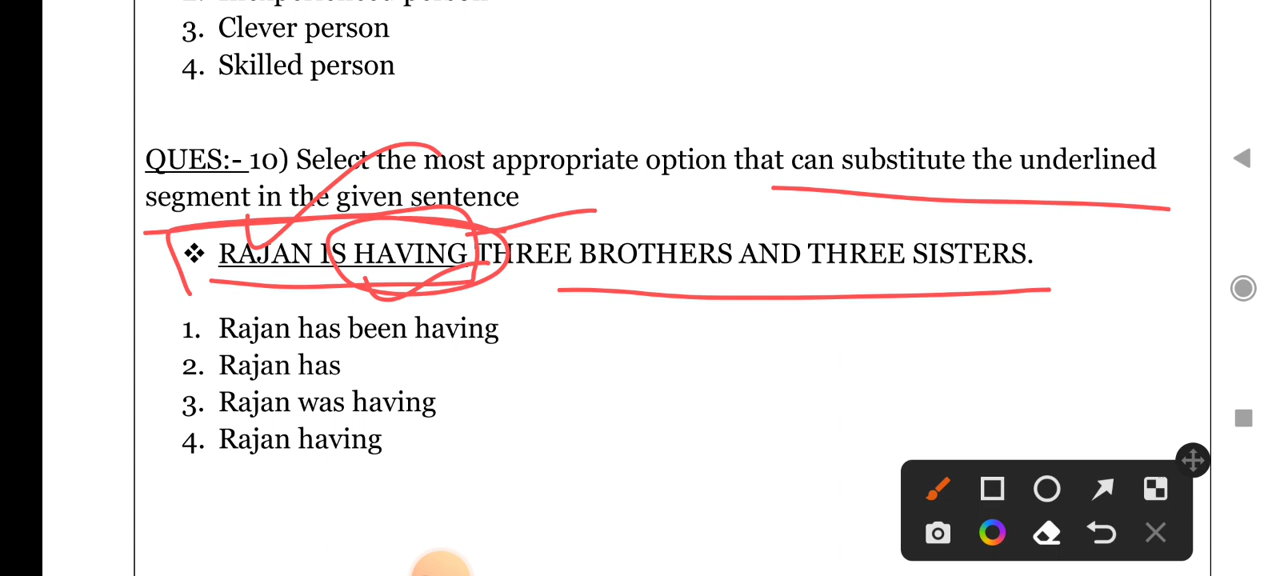 3. Clever person
4. Skilled person
QUES:- 10) Select the most appropriate option that can substitute the underlined
segment in the given sentence
❖ RAJAN IS HAVING THREE BROTHERS AND THREE SISTERS.
1. Rajan has been having
2. Rajan has
3. Rajan was having
4. Rajan having